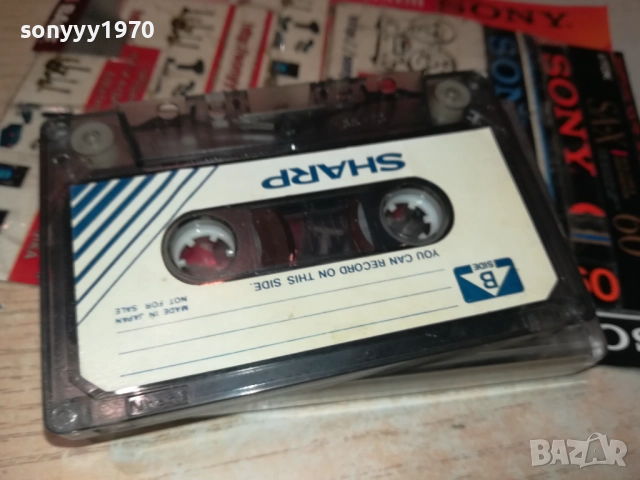 sonyyy1970
SONY
SONY
SONY
60
SHARP
YOU CAN RECORD ON THIS SIDE.
B
SIDE
MADE IN JAPAN
NOT FOR SALE
BAZAR
bg